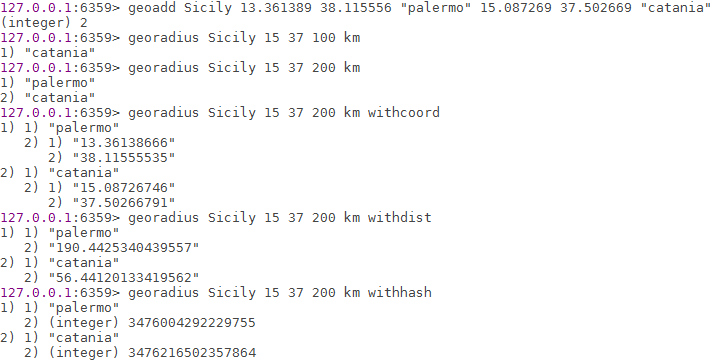 127.0.0.1:6359> geoadd Sicily 13.361389 38.115556 "palermo" 15.087269 37.502669 "catania"
(integer) 2
127.0.0.1:6359> georadius Sicily 15 37 100 km
1) "catania"
127.0.0.1:6359> georadius Sicily 15 37 200 km
1) "palermo"
2) "catania"
127.0.0.1:6359> georadius Sicily 15 37 200 km withcoord
1) 1) "palermo"
   2) 1) "13.36138666"
      2) "38.11555535"
2) 1) "catania"
   2) 1) "15.08726746"
      2) "37.50266791"
127.0.0.1:6359> georadius Sicily 15 37 200 km withdist
1) 1) "palermo"
   2) "190.4425340439557"
2) 1) "catania"
   2) "56.44120133419562"
127.0.0.1:6359> georadius Sicily 15 37 200 km withhash
1) 1) "palermo"
   2) (integer) 3476004292229755
2) 1) "catania"
   2) (integer) 3476216502357864